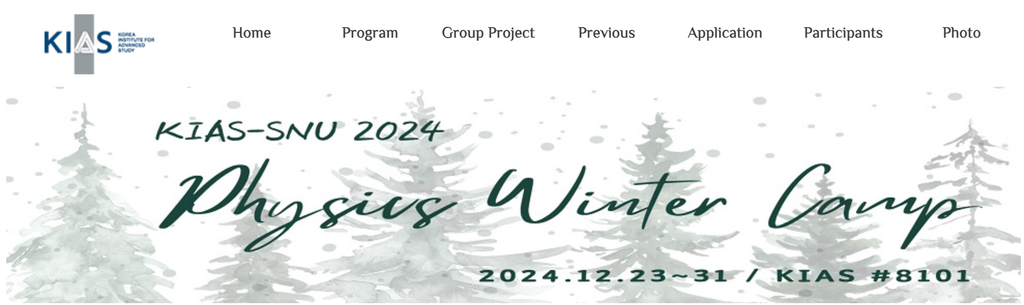 KIAS KOREA
INSTITUTE FOR
ADVANCED
STUDY
Home Program Group Project Previous Application Participants Photo
KIAS-SNU 2024
Physics Winter Camp
2024.12.23~31 / KIAS #8101